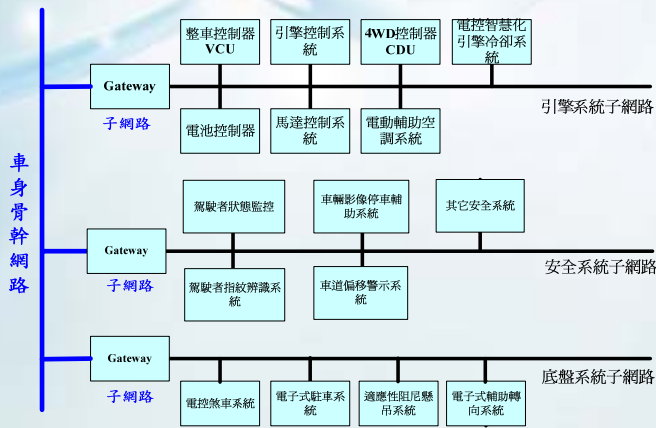 車身骨幹網路
整車控制器
VCU
引擎控制系
統
4WD控制器
CDU
電控智慧化
引擎冷卻系
統
Gateway
子網路
引擎系統子網路
電池控制器
馬達控制系
統
電動輔助空
調系統
駕駛者狀態監控
車輛影像停車輔
助系統
其它安全系統
Gateway
子網路
安全系統子網路
駕駛者指紋辨識系
統
車道偏移警示系
統
Gateway
子網路
底盤系統子網路
電控煞車系統
電子式駐車系
統
適應性阻尼懸
吊系統
電子式輔助轉
向系統